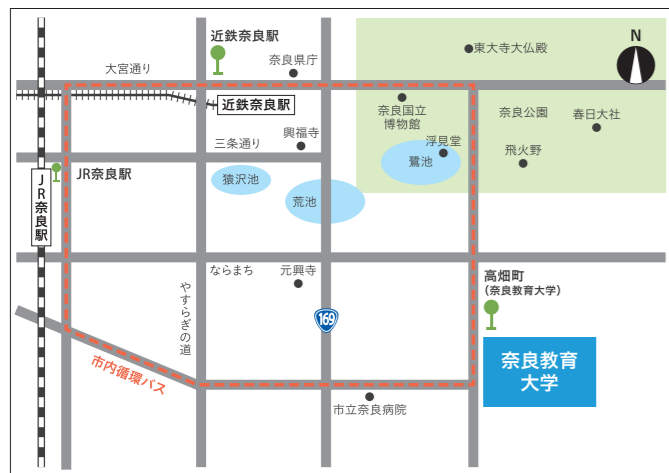 近鉄奈良駅
奈良県庁
大宮通り
東大寺大仏殿
N
近鉄奈良駅
奈良国立
博物館
奈良公園
春日大社
三条通り
興福寺
浮見堂
鷺池
飛火野
JR奈良駅
JR奈良駅
猿沢池
荒池
ならまち
元興寺
やすらぎの道
高畑町
(奈良教育大学)
169
奈良教育
大学
市内循環バス
市立奈良病院